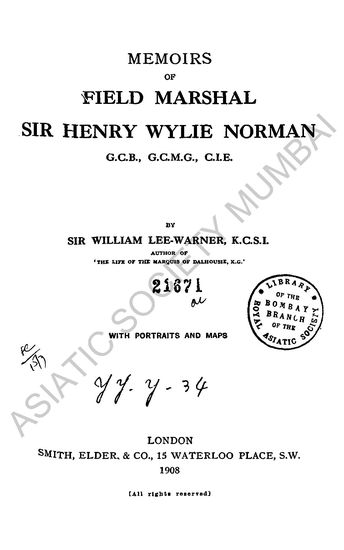 MEMOIRS
OF
FIELD MARSHAL
SIR HENRY WYLIE NORMAN
G.C.B., G.C.M.G., C.I.E.
BY
SIR WILLIAM LEE-WARNER, K.C.S.I.
AUTHOR OF
'THE LIFE OF THE MARQUIS OF DALHOUSIE, K.G.'
21671
LIBRARY
OF THE
BOMBAY
BRANCH
OF THE
ROYAL ASIATIC SOCIETY
WITH PORTRAITS AND MAPS
YY-Y-34
LONDON
SMITH, ELDER, & CO., 15 WATERLOO PLACE, S.W.
1908
[All rights reserved]
ASIATIC SOCIETY MUMBAI